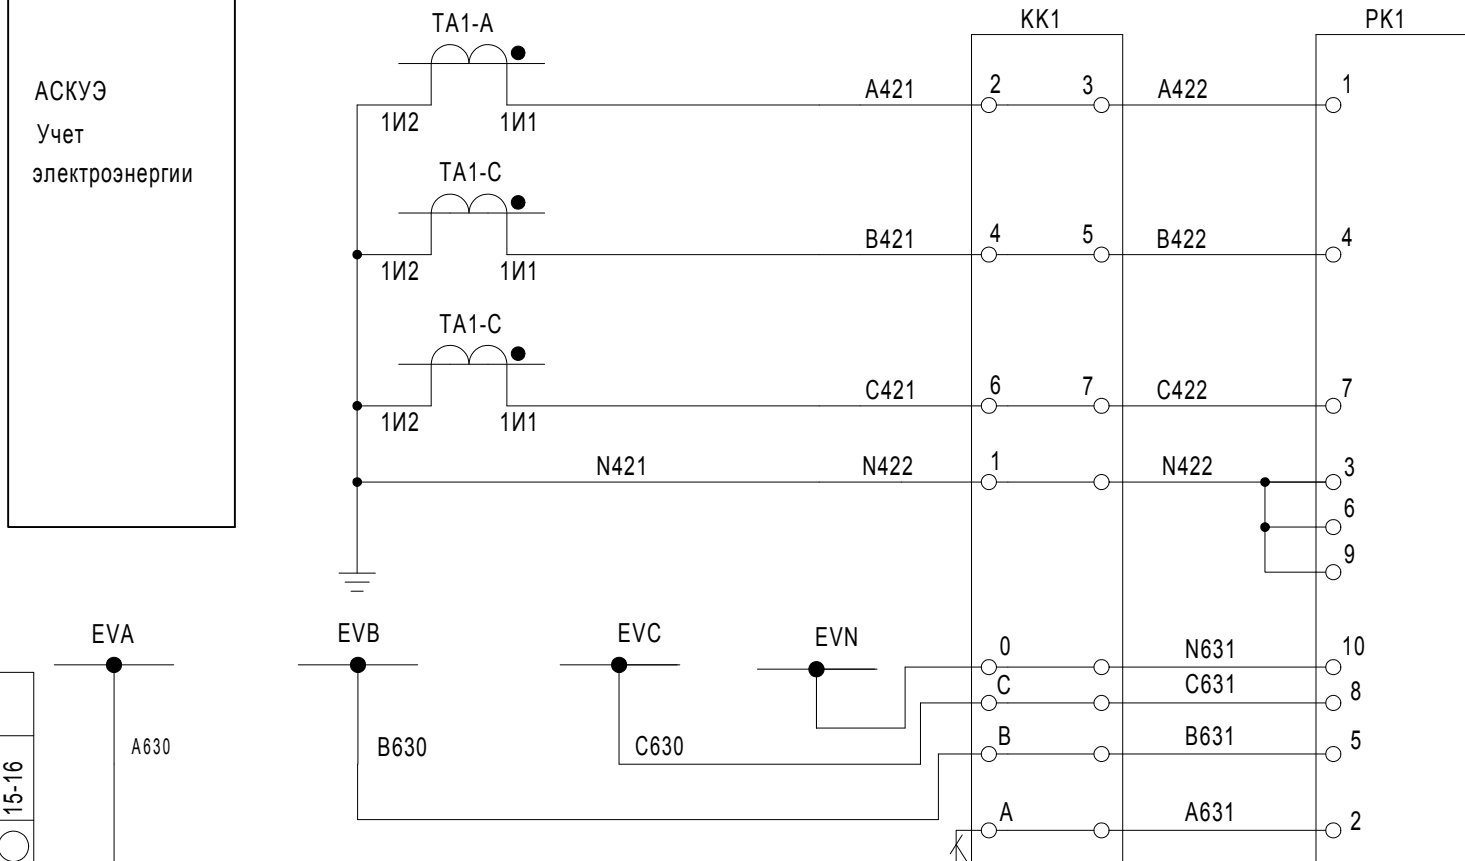 АСКУЭ
Учет
электроэнергии
TA1-A
1И2
1И1
A421
KK1
2
3
A422
PK1
1
TA1-C
1И2
1И1
B421
4
5
B422
4
TA1-C
1И2
1И1
C421
6
7
C422
7
N421
N422
1
N422
3
6
9
EVA
EVB
EVC
EVN
0
N631
10
C
C631
8
A630
B630
C630
B
B631
5
15-16
A
A631
2